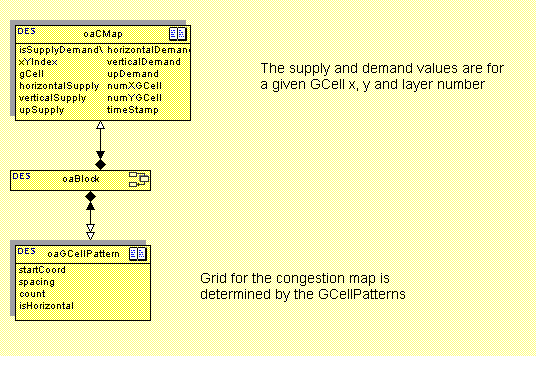 DES oaCMap
isSupplyDemandV horizontalDemand
xYIndex verticalDemand
gCell upDemand
horizontalSupply numXGCell
verticalSupply numYGCell
upSupply timeStamp
The supply and demand values are for
a given GCell x, y and layer number
DES oaBlock
DES oaGCellPattern
startCoord
spacing
count
isHorizontal
Grid for the congestion map is
determined by the GCellPatterns